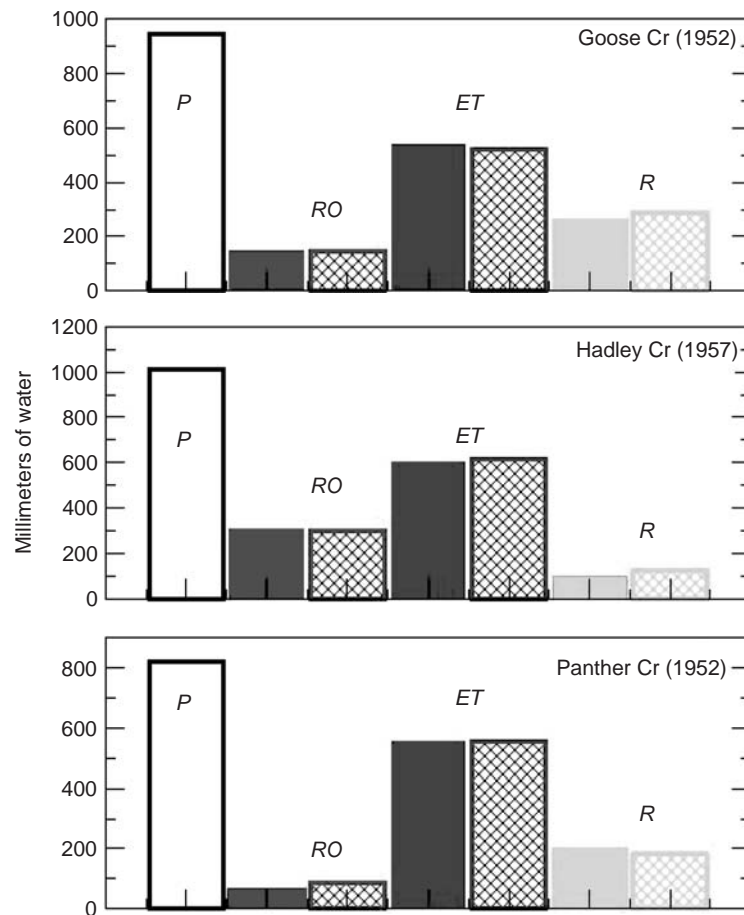 Millimeters of water
1000
800
600
400
200
0
Goose Cr (1952)
P
RO
ET
R
1200
1000
800
600
400
200
0
Hadley Cr (1957)
P
RO
ET
R
800
600
400
200
0
Panther Cr (1952)
P
RO
ET
R